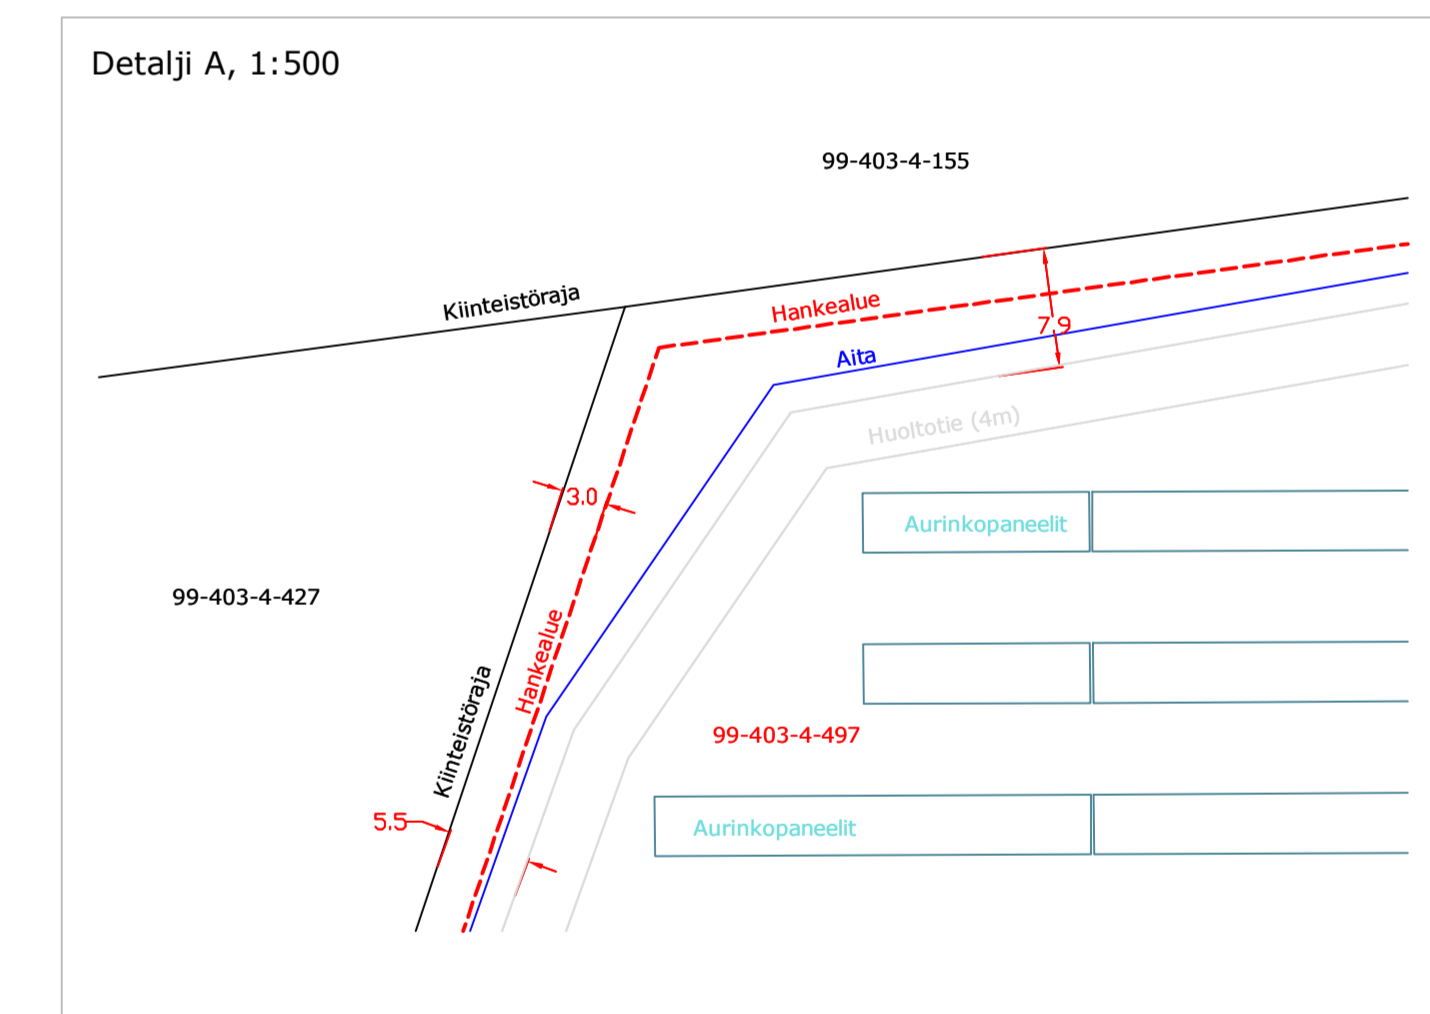 Detalji A, 1:500
99-403-4-155
Kiinteistöraja
Hankealue
7.9
Aita
Huoltotie (4m)
3.0
Aurinkopaneelit
99-403-4-427
Hankealue
Kiinteistöraja
99-403-4-497
5.5
Aurinkopaneelit